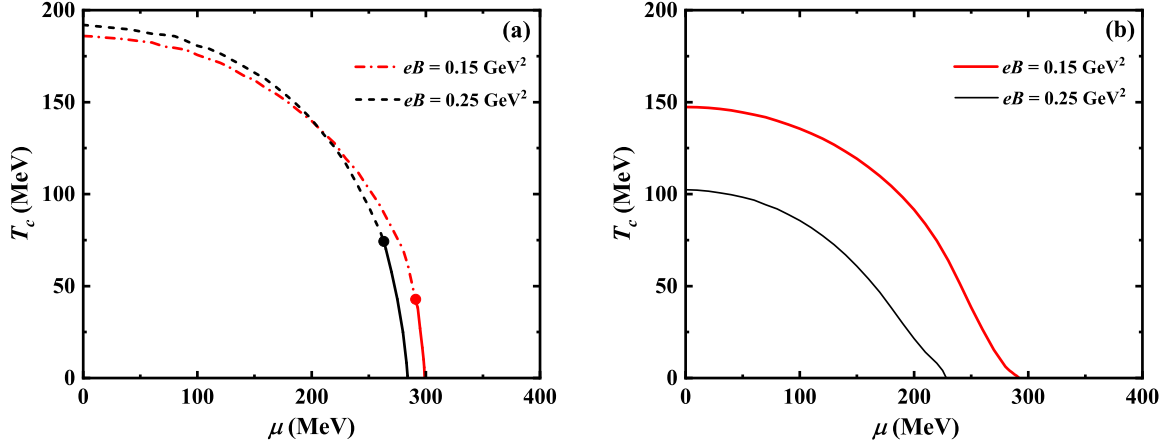 200
(a)
eB = 0.15 GeV²
eB = 0.25 GeV²
150
T_c (MeV)
100
50
0
0 100 200 300 400
μ (MeV)
200
(b)
eB = 0.15 GeV²
eB = 0.25 GeV²
150
T_c (MeV)
100
50
0
0 100 200 300 400
μ (MeV)